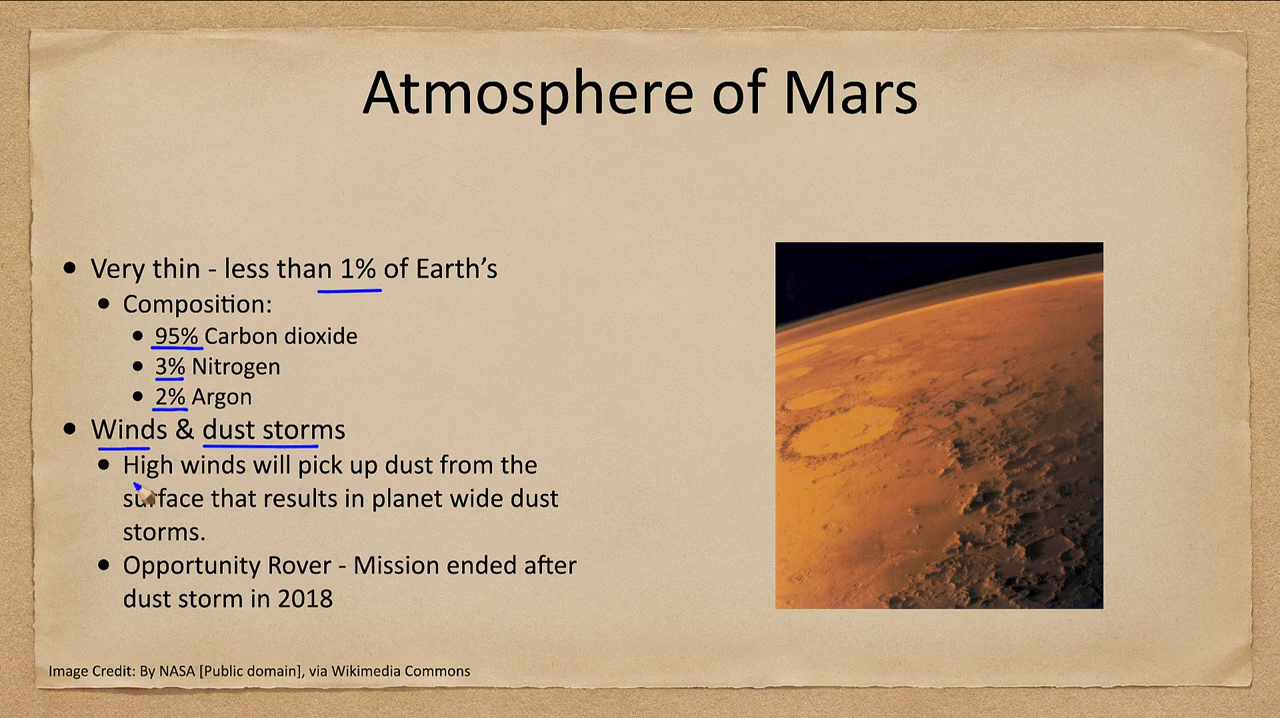 Atmosphere of Mars
• Very thin - less than 1% of Earth's
• Composition:
• 95% Carbon dioxide
• 3% Nitrogen
• 2% Argon
• Winds & dust storms
• High winds will pick up dust from the
surface that results in planet wide dust
storms.
• Opportunity Rover - Mission ended after
dust storm in 2018
Image Credit: By NASA [Public domain], via Wikimedia Commons